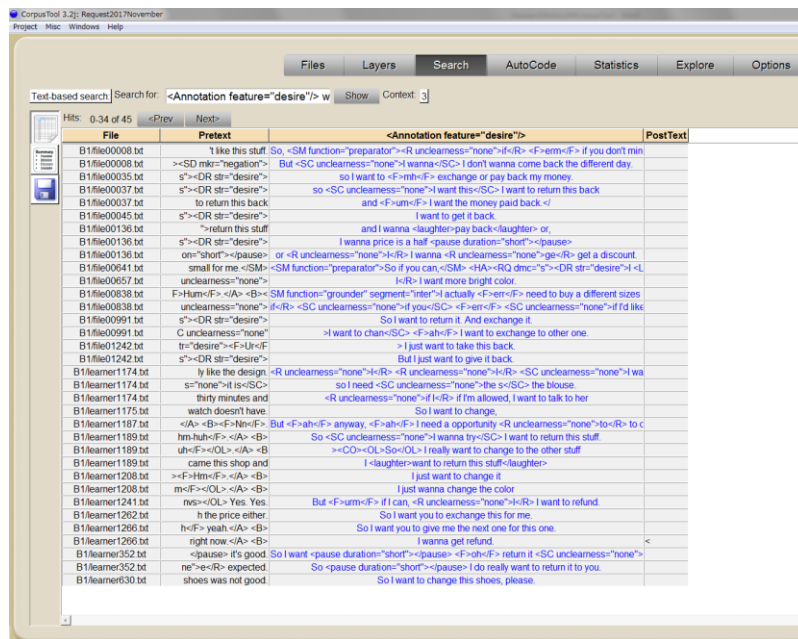 CorpusTool 3.2j: Request2017November
Project Misc Windows Help
Files Layers Search AutoCode Statistics Explore Options
Text-based search: Search for: <Annotation feature="desire"/> w Show Context: 3
Hits: 0-34 of 45 <Prev Next>
File Pretext <Annotation feature="desire"/> PostText
B1/file00008.txt 't like this stuff. So, <SM function="preparator"><R unclearness="none">if</R> <F>erm</F> if you don't min
B1/file00008.txt ><SD mkr="negation"> But <SC unclearness="none">I wanna</SC> I don't wanna come back the different day.
B1/file00035.txt s"><DR str="desire"> so I want to <F>mh</F> exchange or pay back my money.
B1/file00037.txt s"><DR str="desire"> so <SC unclearness="none">I want this</SC> I want to return this back
B1/file00037.txt to return this back and <F>um</F> I want the money paid back.</
B1/file00045.txt s"><DR str="desire"> I want to get it back.
B1/file00136.txt ">return this stuff and I wanna <laughter>pay back</laughter> or,
B1/file00136.txt s"><DR str="desire"> I wanna price is a half <pause duration="short"></pause>
B1/file00136.txt on="short"></pause> or <R unclearness="none">I</R> I wanna <R unclearness="none">ge</R> get a discount.
B1/file00641.txt small for me.</SM> <SM function="preparator">So if you can,</SM> <HA><RQ dmc="s"><DR str="desire">I <L
B1/file00657.txt unclearness="none"> I</R> I want more bright color.
B1/file00838.txt F>Hum</F>.</A> <B>< SM function="grounder" segment="inter">I actually <F>err</F> need to buy a different sizes
B1/file00838.txt unclearness="none"> if</R> <SC unclearness="none">if you</SC> <F>err</F> <SC unclearness="none">if I'd like
B1/file00991.txt s"><DR str="desire"> So I want to return it. And exchange it.
B1/file00991.txt C unclearness="none" >I want to chan</SC> <F>ah</F> I want to exchange to other one.
B1/file01242.txt tr="desire"><F>Ur</F > I just want to take this back.
B1/file01242.txt s"><DR str="desire"> But I just want to give it back.
B1/learner1174.txt ly like the design. <R unclearness="none">I</R> <R unclearness="none">I</R> <SC unclearness="none">I wa
B1/learner1174.txt s="none">it is</SC> so I need <SC unclearness="none">the s</SC> the blouse.
B1/learner1174.txt thirty minutes and <R unclearness="none">if I</R> if I'm allowed, I want to talk to her
B1/learner1175.txt watch doesn't have. So I want to change,
B1/learner1187.txt </A> <B><F>Nn</F>. But <F>ah</F> anyway, <F>ah</F> I need a opportunity <R unclearness="none">to</R> to c
B1/learner1189.txt hm-huh</F>.</A> <B> So <SC unclearness="none">I wanna try</SC> I want to return this stuff.
B1/learner1189.txt uh</F></OL>.</A> <B ><CO><OL>So</OL> I really want to change to the other stuff
B1/learner1189.txt came this shop and I <laughter>want to return this stuff</laughter>
B1/learner1208.txt ><F>Hm</F>.</A> <B> I just want to change it
B1/learner1208.txt m</F></OL>.</A> <B> I just wanna change the color
B1/learner1241.txt nvs></OL> Yes. Yes. But <F>urm</F> if I can, <R unclearness="none">I</R> I want to refund.
B1/learner1262.txt h the price either. So I want you to exchange this for me.
B1/learner1266.txt h</F> yeah.</A> <B> So I want you to give me the next one for this one.
B1/learner1266.txt right now.</A> <B> I wanna get refund. <
B1/learner352.txt </pause> it's good. So I want <pause duration="short"></pause> <F>oh</F> return it <SC unclearness="none">
B1/learner352.txt ne">e</R> expected. So <pause duration="short"></pause> I do really want to return it to you.
B1/learner630.txt shoes was not good. So I want to change this shoes, please.